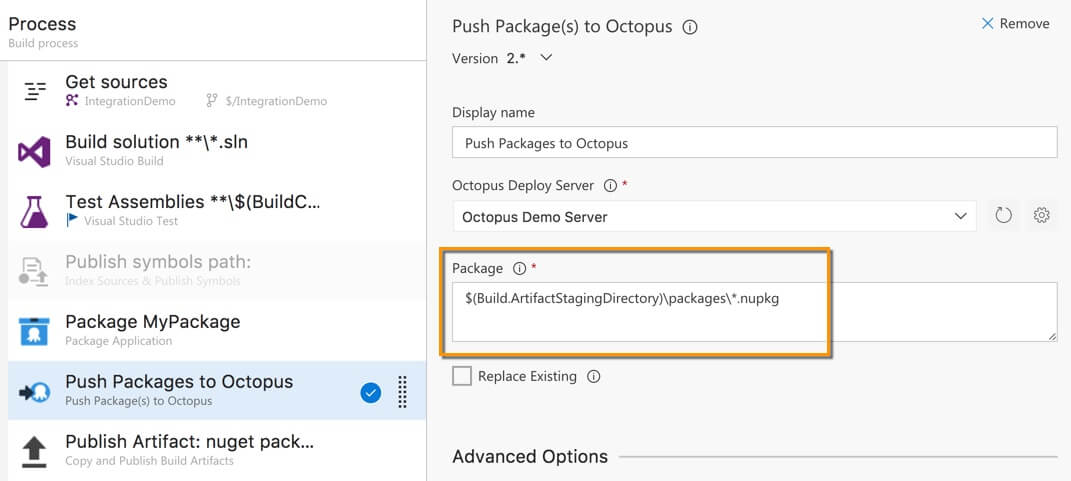 Process
Build process
Get sources
IntegrationDemo $/IntegrationDemo
Build solution **\*.sln
Visual Studio Build
Test Assemblies **\$(BuildC...
Visual Studio Test
Publish symbols path:
Index Sources & Publish Symbols
Package MyPackage
Package Application
Push Packages to Octopus
Push Package(s) to Octopus
Publish Artifact: nuget pack...
Copy and Publish Build Artifacts
Push Package(s) to Octopus
Remove
Version 2.*
Display name
Push Packages to Octopus
Octopus Deploy Server *
Octopus Demo Server
Package *
$(Build.ArtifactStagingDirectory)\packages\*.nupkg
Replace Existing
Advanced Options